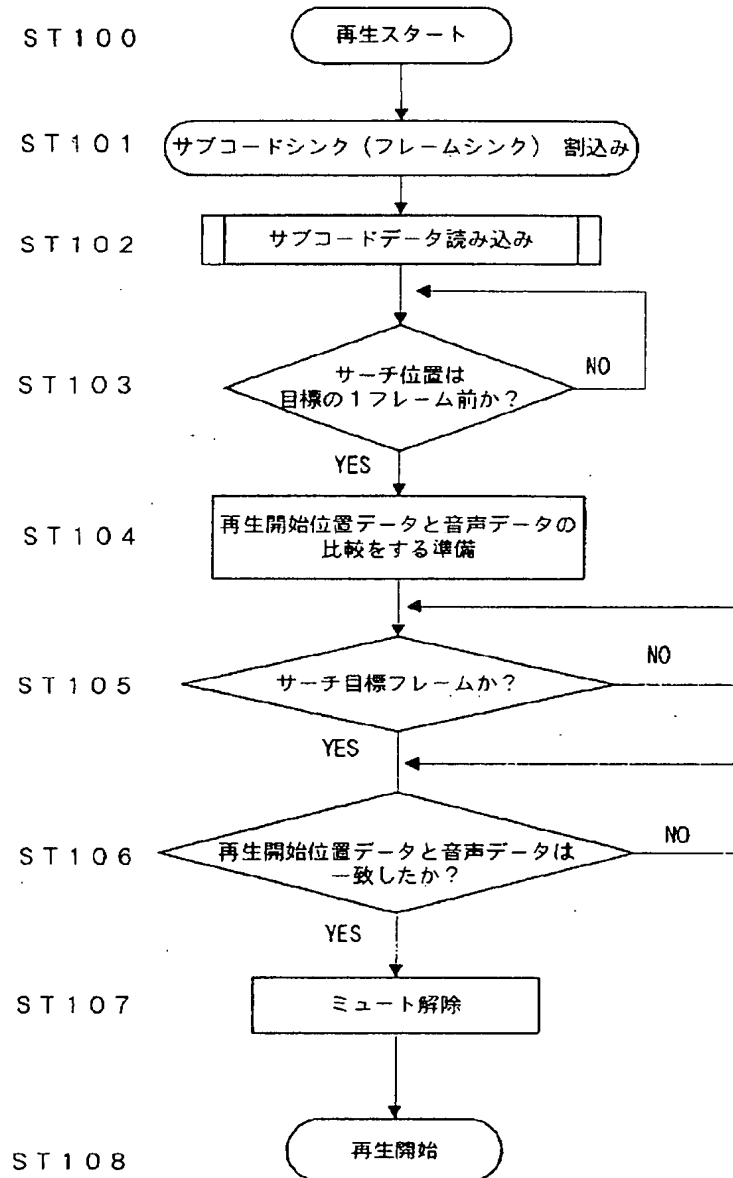 ST100
再生スタート
ST101
サブコードシンク（フレームシンク） 割込み
ST102
サブコードデータ読み込み
ST103
サーチ位置は
目標の１フレーム前か？
NO
YES
ST104
再生開始位置データと音声データの
比較をする準備
ST105
サーチ目標フレームか？
NO
YES
ST106
再生開始位置データと音声データは
一致したか？
NO
YES
ST107
ミュート解除
ST108
再生開始